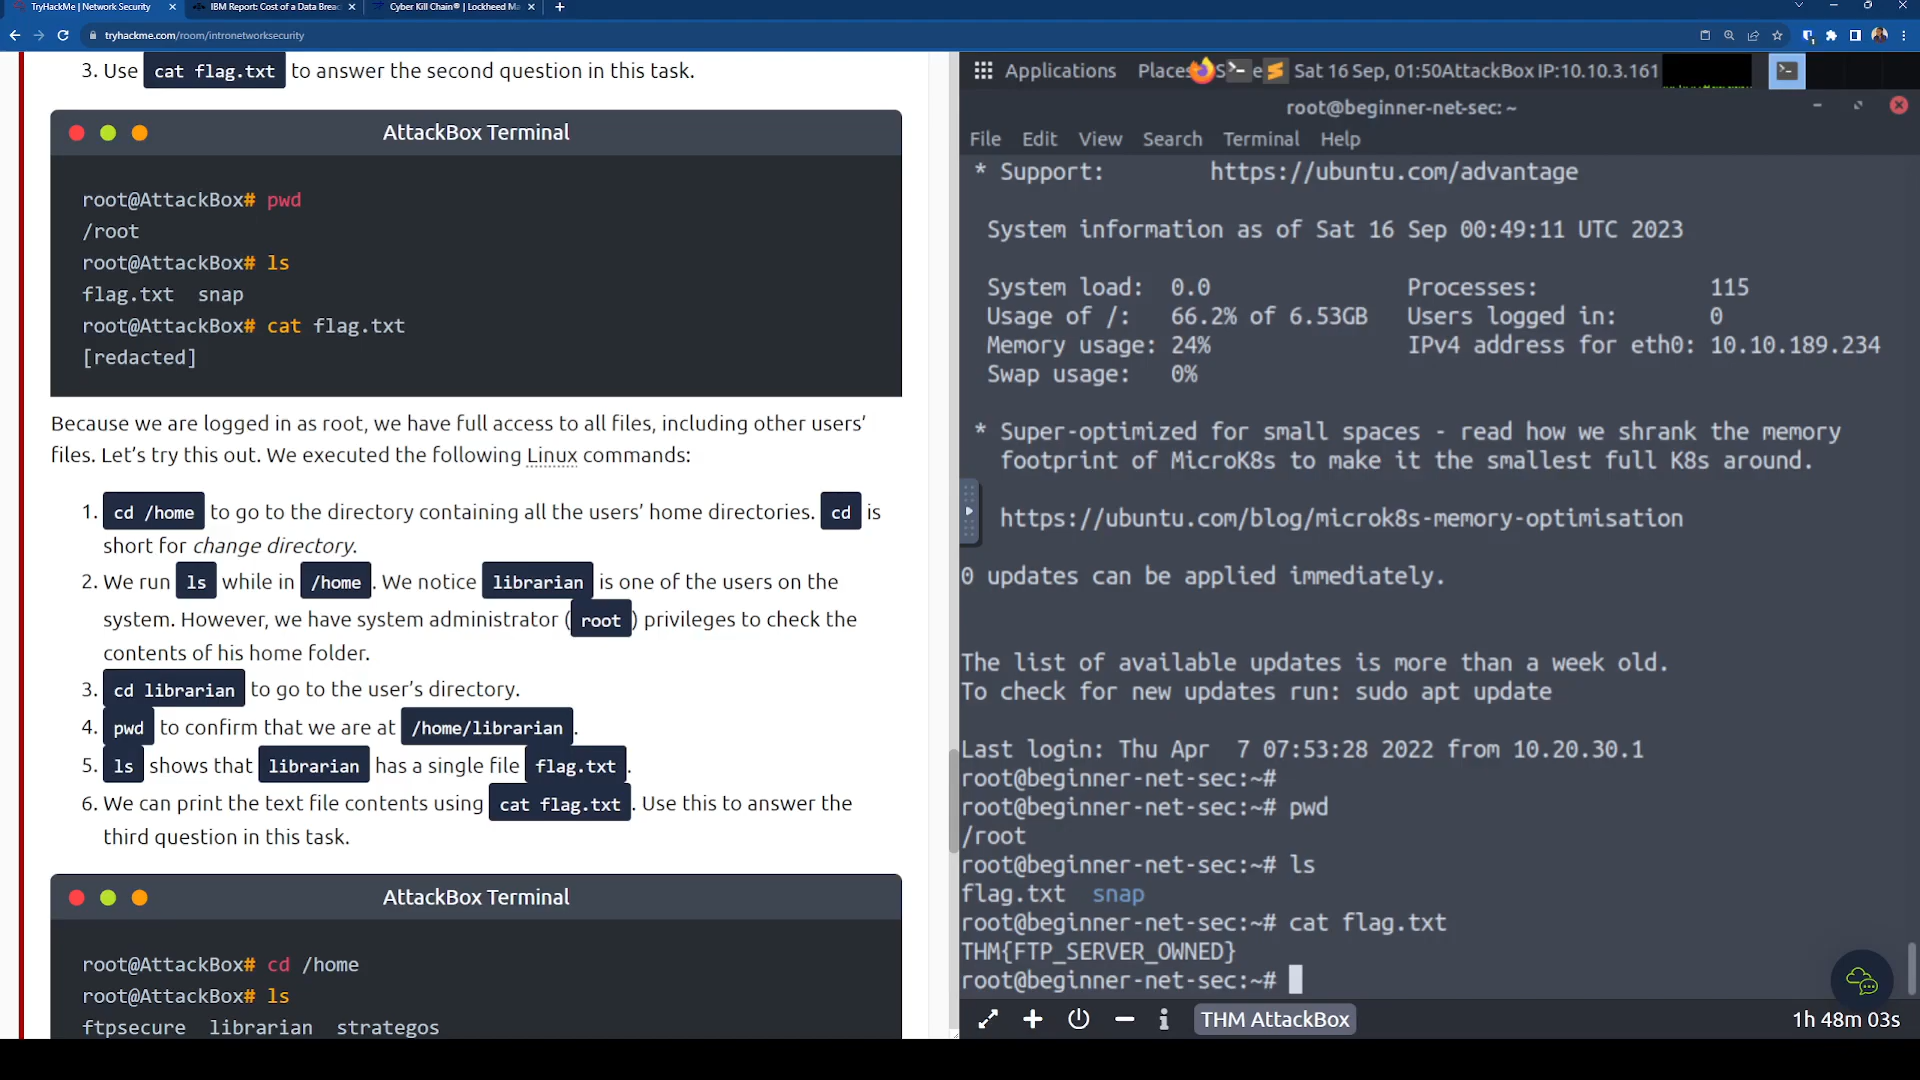 TryHackMe | Network Security
IBM Report: Cost of a Data Breac
Cyber Kill Chain® | Lockheed Ma
tryhackme.com/room/intronetworksecurity
3. Use cat flag.txt to answer the second question in this task.
AttackBox Terminal
root@AttackBox# pwd
/root
root@AttackBox# ls
flag.txt snap
root@AttackBox# cat flag.txt
[redacted]
Because we are logged in as root, we have full access to all files, including other users’
files. Let’s try this out. We executed the following Linux commands:
1. cd /home to go to the directory containing all the users’ home directories. cd is
short for change directory.
2. We run ls while in /home. We notice librarian is one of the users on the
system. However, we have system administrator (root) privileges to check the
contents of his home folder.
3. cd librarian to go to the user’s directory.
4. pwd to confirm that we are at /home/librarian.
5. ls shows that librarian has a single file flag.txt.
6. We can print the text file contents using cat flag.txt. Use this to answer the
third question in this task.
AttackBox Terminal
root@AttackBox# cd /home
root@AttackBox# ls
ftpsecure librarian strategos
Applications Places Sat 16 Sep, 01:50 AttackBox IP:10.10.3.161
root@beginner-net-sec: ~
File Edit View Search Terminal Help
* Support: https://ubuntu.com/advantage
System information as of Sat 16 Sep 00:49:11 UTC 2023
System load: 0.0 Processes: 115
Usage of /: 66.2% of 6.53GB Users logged in: 0
Memory usage: 24% IPv4 address for eth0: 10.10.189.234
Swap usage: 0%
* Super-optimized for small spaces - read how we shrank the memory
footprint of MicroK8s to make it the smallest full K8s around.
https://ubuntu.com/blog/microk8s-memory-optimisation
0 updates can be applied immediately.
The list of available updates is more than a week old.
To check for new updates run: sudo apt update
Last login: Thu Apr 7 07:53:28 2022 from 10.20.30.1
root@beginner-net-sec:~#
root@beginner-net-sec:~# pwd
/root
root@beginner-net-sec:~# ls
flag.txt snap
root@beginner-net-sec:~# cat flag.txt
THM{FTP_SERVER_OWNED}
root@beginner-net-sec:~#
THM AttackBox
1h 48m 03s